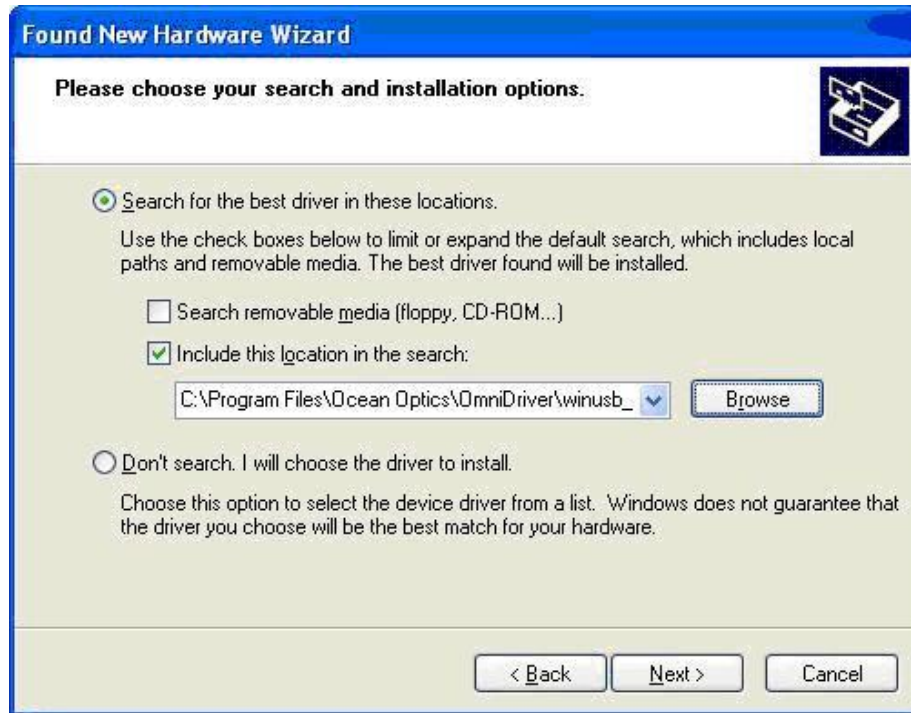 Found New Hardware Wizard
Please choose your search and installation options.
Search for the best driver in these locations.
Use the check boxes below to limit or expand the default search, which includes local
paths and removable media. The best driver found will be installed.
Search removable media (floppy, CD-ROM...)
Include this location in the search:
C:\Program Files\Ocean Optics\OmniDriver\winusb_
Browse
Don't search. I will choose the driver to install.
Choose this option to select the device driver from a list. Windows does not guarantee that
the driver you choose will be the best match for your hardware.
< Back
Next >
Cancel